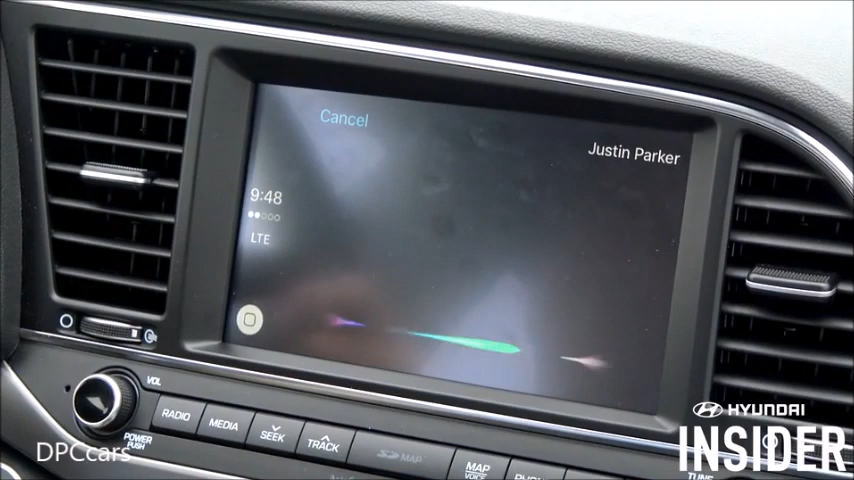 Cancel
Justin Parker
9:48
LTE
VOL
POWER
PUSH
RADIO
MEDIA
SEEK
TRACK
MAP
MAP
VOICE
DPCcars
HYUNDAI
INSIDER